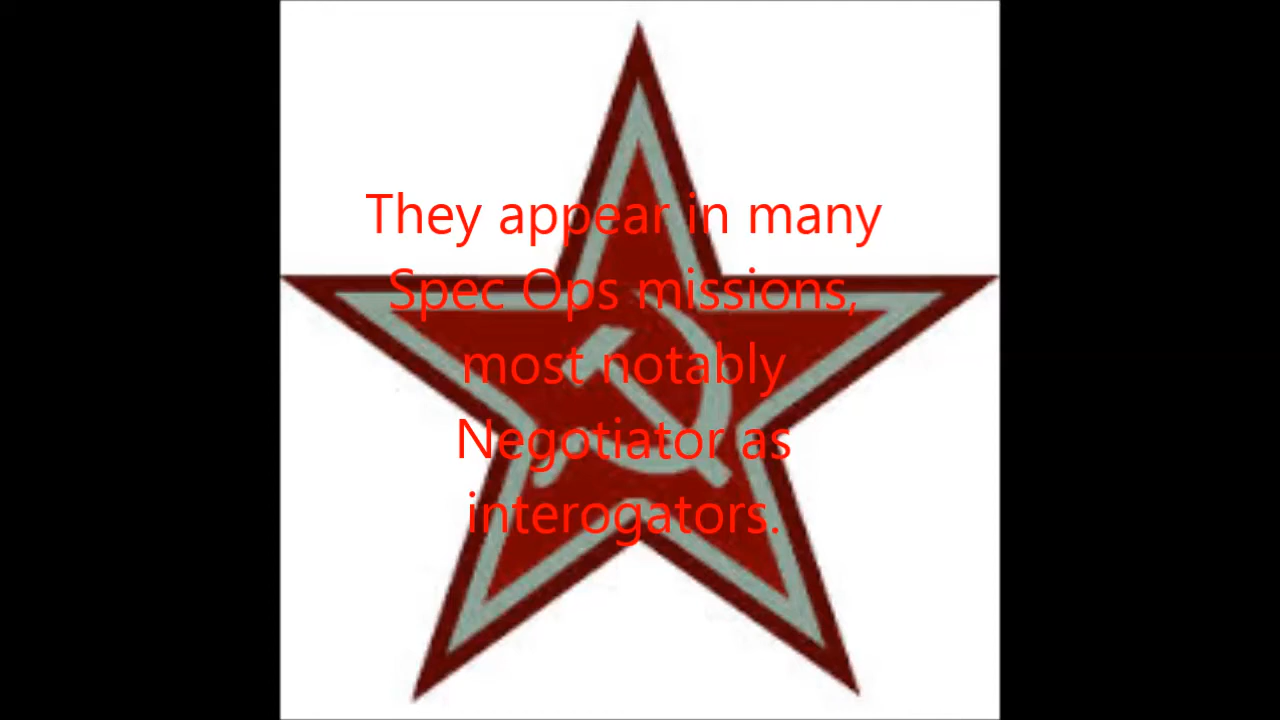 They appear in many
Spec Ops missions,
most notably
Negotiator as
interogators.